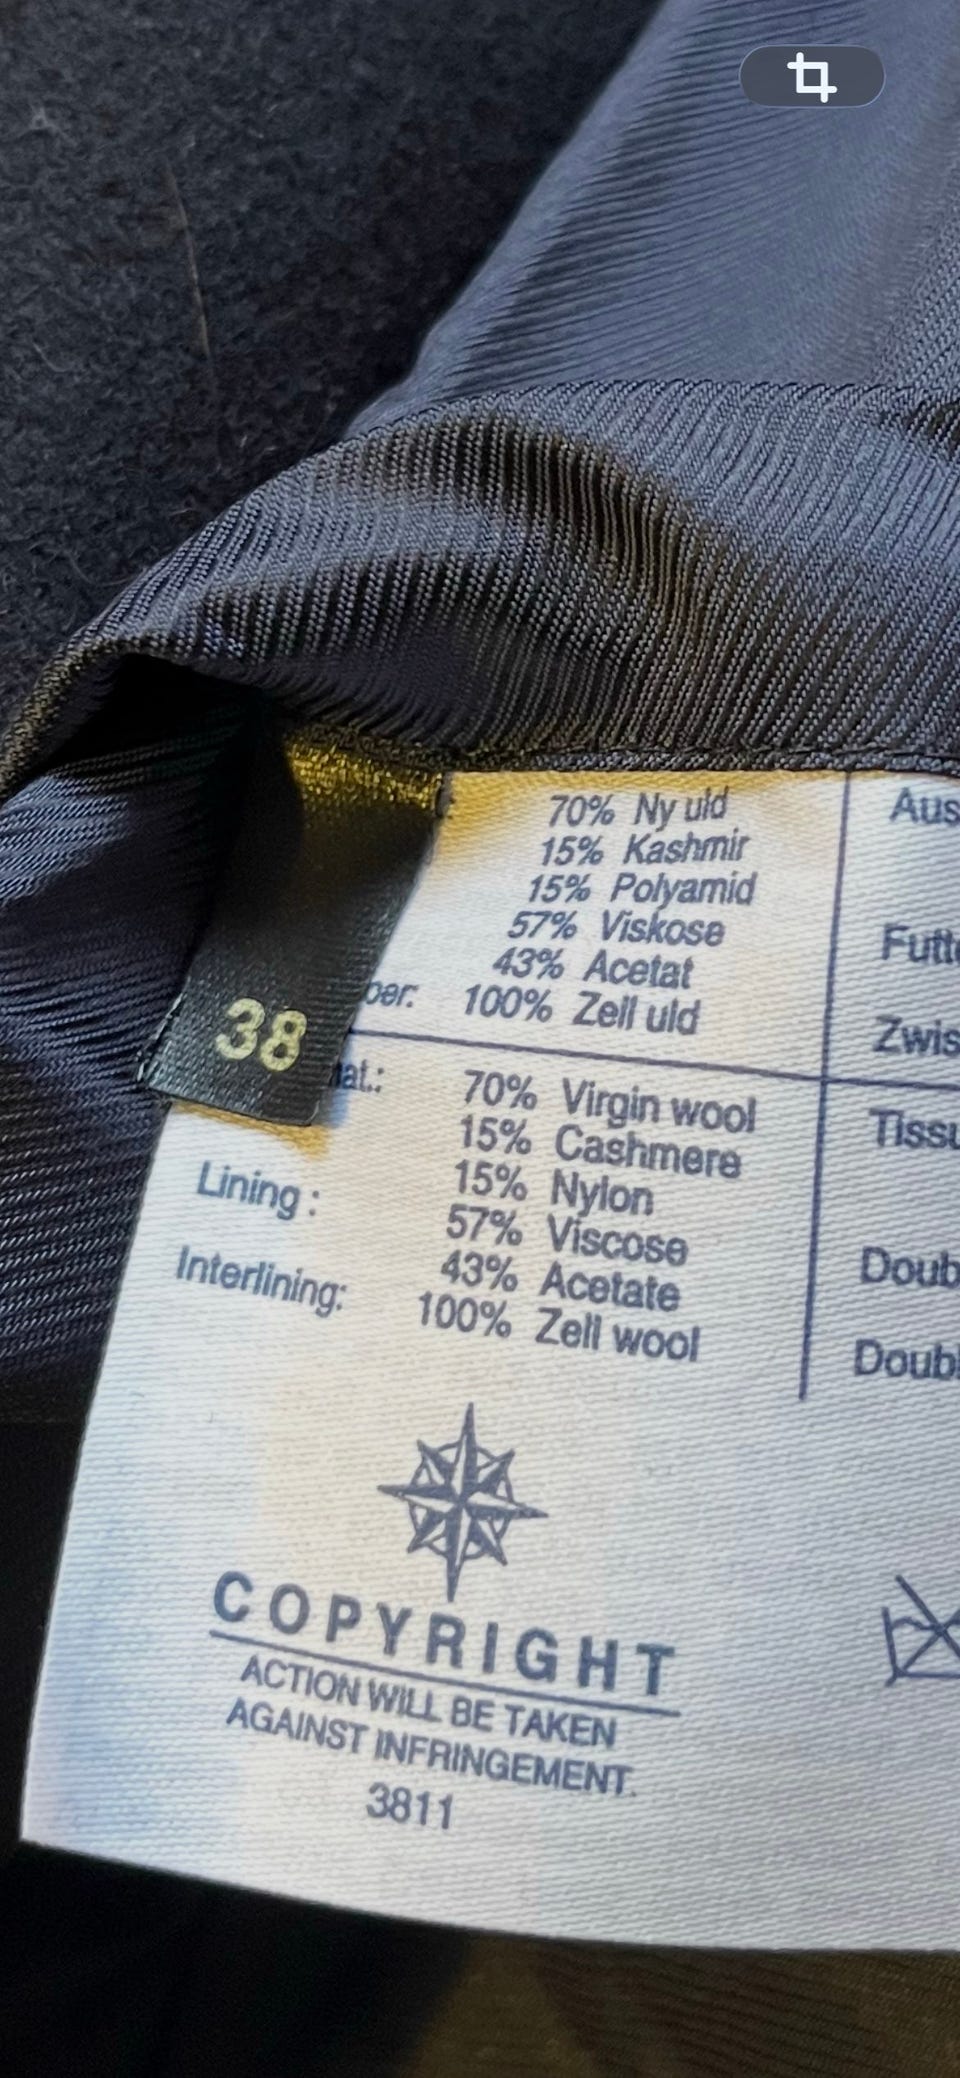 70% Ny uld
15% Kashmir
15% Polyamid
57% Viskose
43% Acetat
100% Zell uld
38
70% Virgin wool
15% Cashmere
15% Nylon
Lining : 57% Viscose
43% Acetate
Interlining: 100% Zell wool
COPYRIGHT
ACTION WILL BE TAKEN
AGAINST INFRINGEMENT.
3811